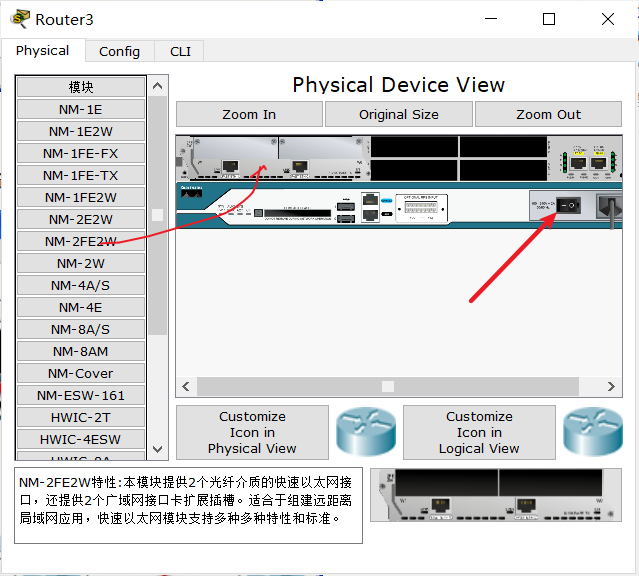 Router3
Physical
Config
CLI
模块
NM-1E
NM-1E2W
NM-1FE-FX
NM-1FE-TX
NM-1FE2W
NM-2E2W
NM-2FE2W
NM-2W
NM-4A/S
NM-4E
NM-8A/S
NM-8AM
NM-Cover
NM-ESW-161
HWIC-2T
HWIC-4ESW
Physical Device View
Zoom In
Original Size
Zoom Out
OPTIONAL RPS INPUT
Customize
Icon in
Physical View
Customize
Icon in
Logical View
NM-2FE2W特性:本模块提供2个光纤介质的快速以太网接
口，还提供2个广域网接口卡扩展插槽。适合于组建远距离
局域网应用，快速以太网模块支持多种多种特性和标准。